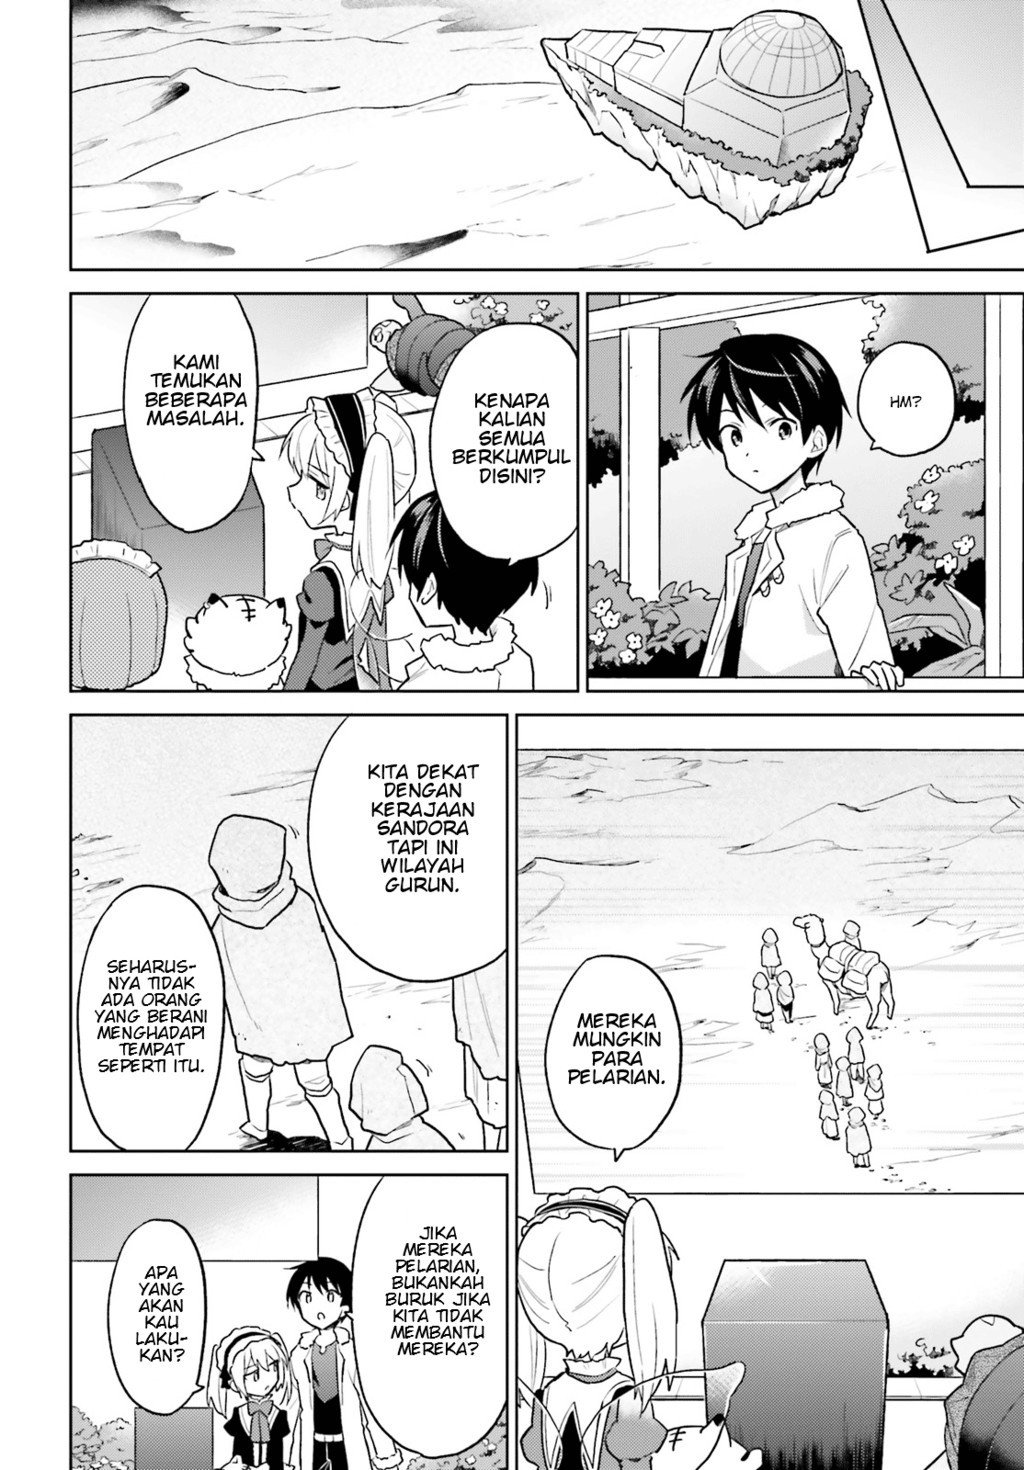 HM?
KENAPA
KALIAN
SEMUA
BERKUMPUL
DISINI?
KAMI
TEMUKAN
BEBERAPA
MASALAH.
MEREKA
MUNGKIN
PARA
PELARIAN.
KITA DEKAT
DENGAN
KERAJAAN
SANDORA
TAPI INI
WILAYAH
GURUN.
SEHARUS-
NYA TIDAK
ADA ORANG
YANG BERANI
MENGHADAPI
TEMPAT
SEPERTI ITU.
JIKA
MEREKA
PELARIAN,
BUKANKAH
BURUK JIKA
KITA TIDAK
MEMBANTU
MEREKA?
APA
YANG
AKAN
KAU
LAKU-
KAN?